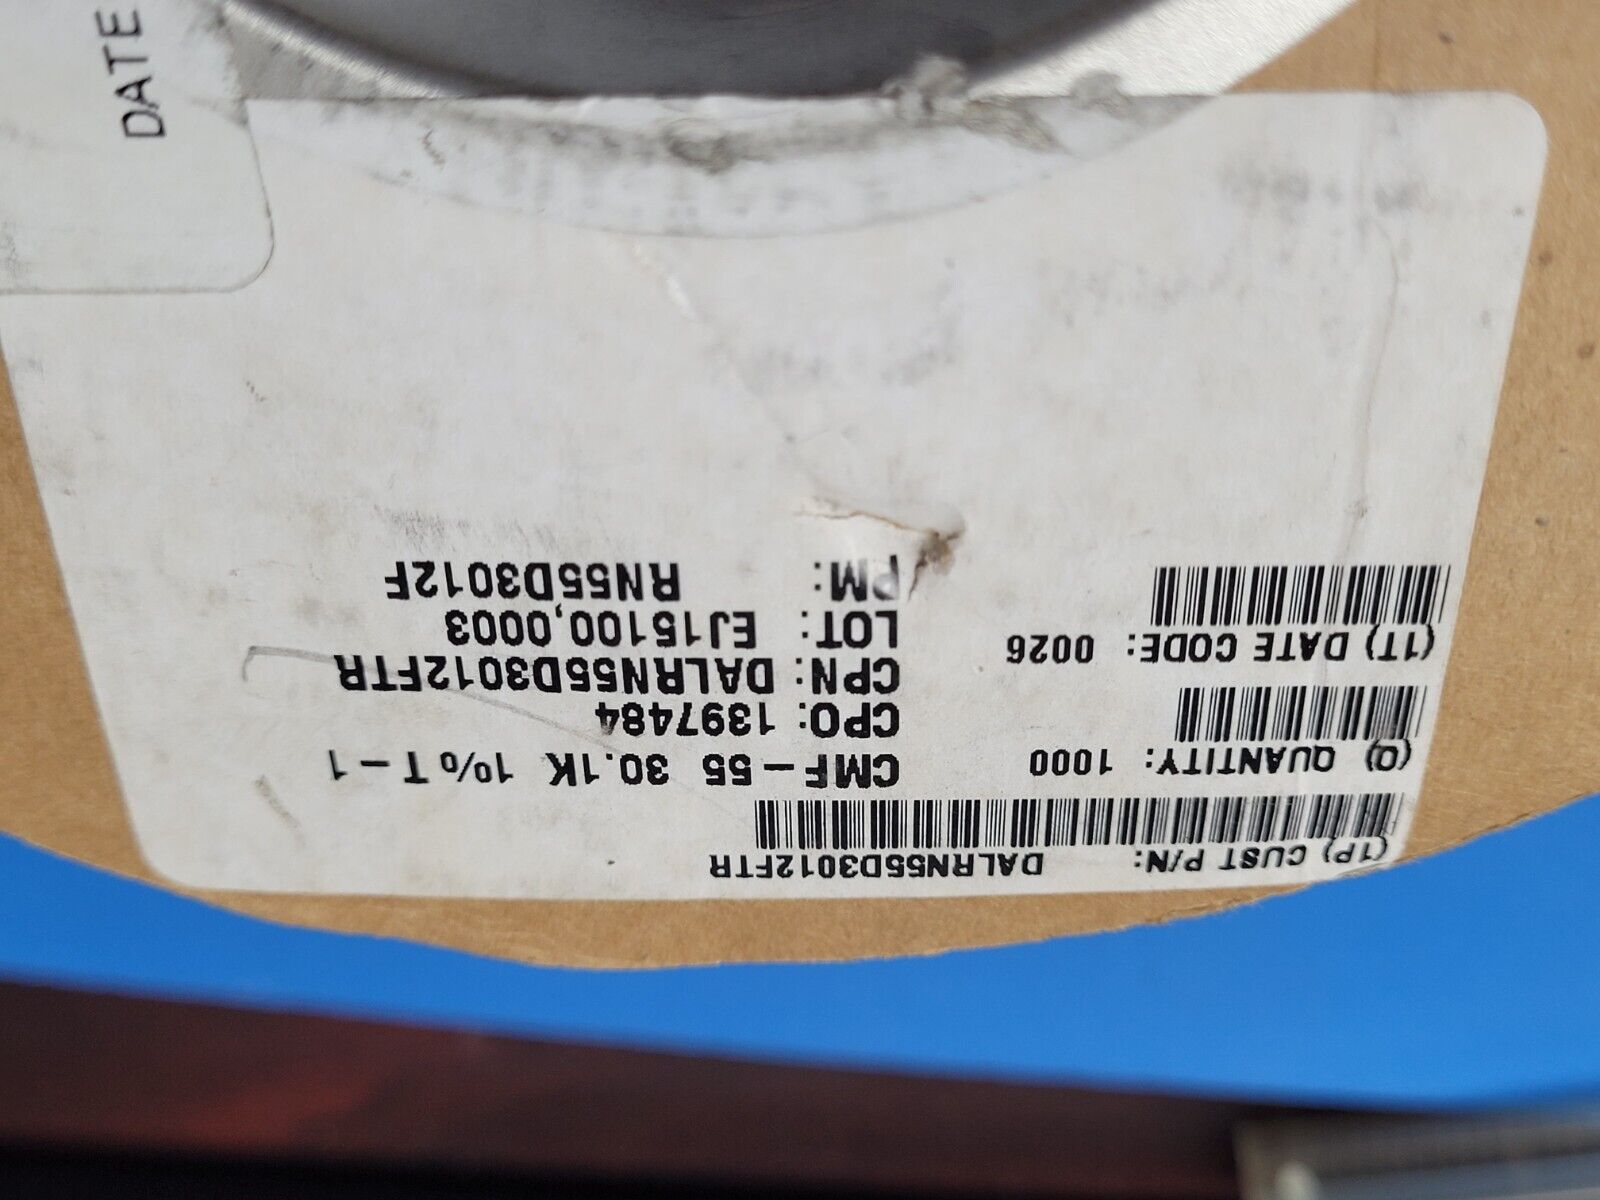 (1P) CUST P/N: DALRN55D3012FTR
(Q) QUANTITY: 1000
(1T) DATE CODE: 0026
CMF-55 30.1K 1% T-1
CPO: 1397484
CPN: DALRN55D3012FTR
LOT: EJ15100,0003
PM: RN55D3012F
DATE